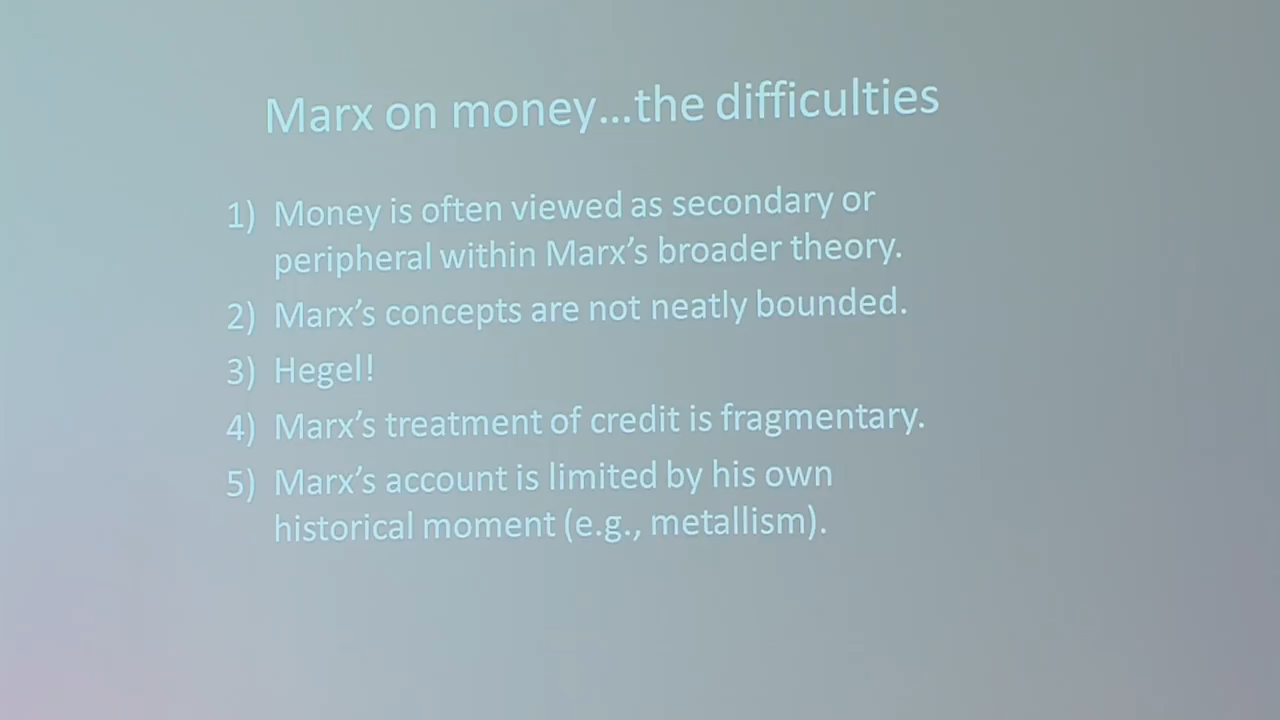 Marx on money...the difficulties
1) Money is often viewed as secondary or
peripheral within Marx's broader theory.
2) Marx's concepts are not neatly bounded.
3) Hegel!
4) Marx's treatment of credit is fragmentary.
5) Marx's account is limited by his own
historical moment (e.g., metallism).